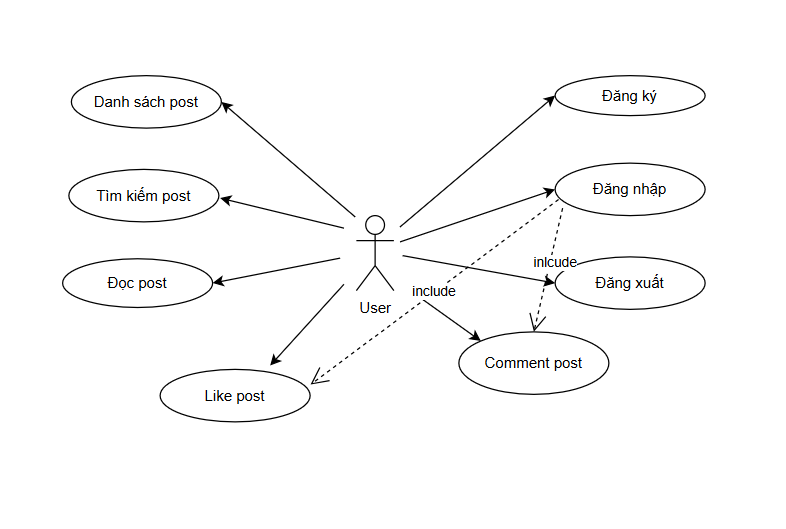 Danh sách post
Đăng ký
Tìm kiếm post
Đăng nhập
Đọc post
inlcude
Đăng xuất
include
User
Comment post
Like post